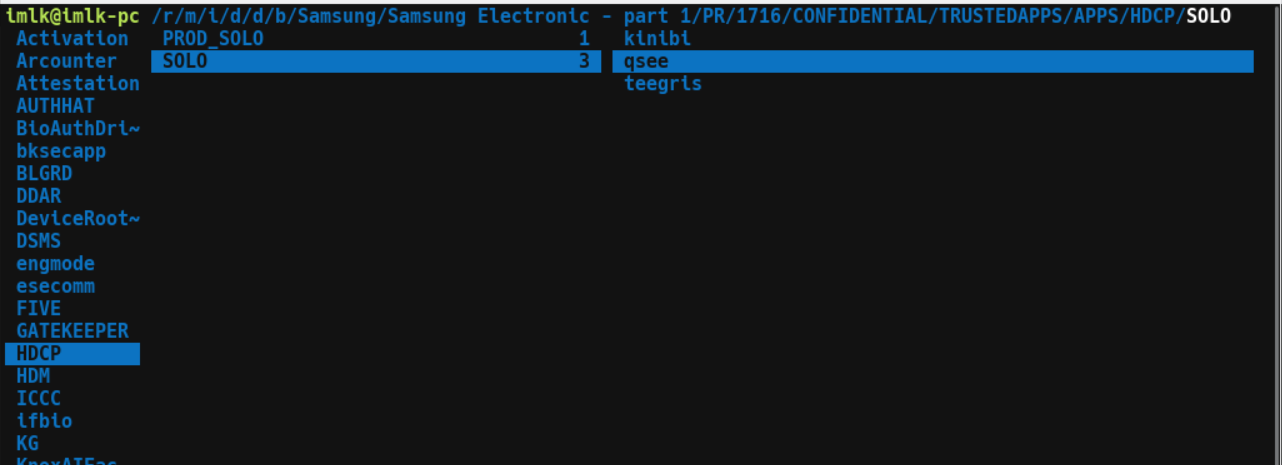 imlk@imlk-pc /r/m/i/d/d/b/Samsung/Samsung Electronic - part 1/PR/1716/CONFIDENTIAL/TRUSTEDAPPS/APPS/HDCP/SOLO
Activation PROD_SOLO 1 kinibi
Arcounter SOLO 3 qsee
Attestation teegris
AUTHHAT
BioAuthDri~
bksecapp
BLGRD
DDAR
DeviceRoot~
DSMS
engmode
esecomm
FIVE
GATEKEEPER
HDCP
HDM
ICCC
ifbio
KG